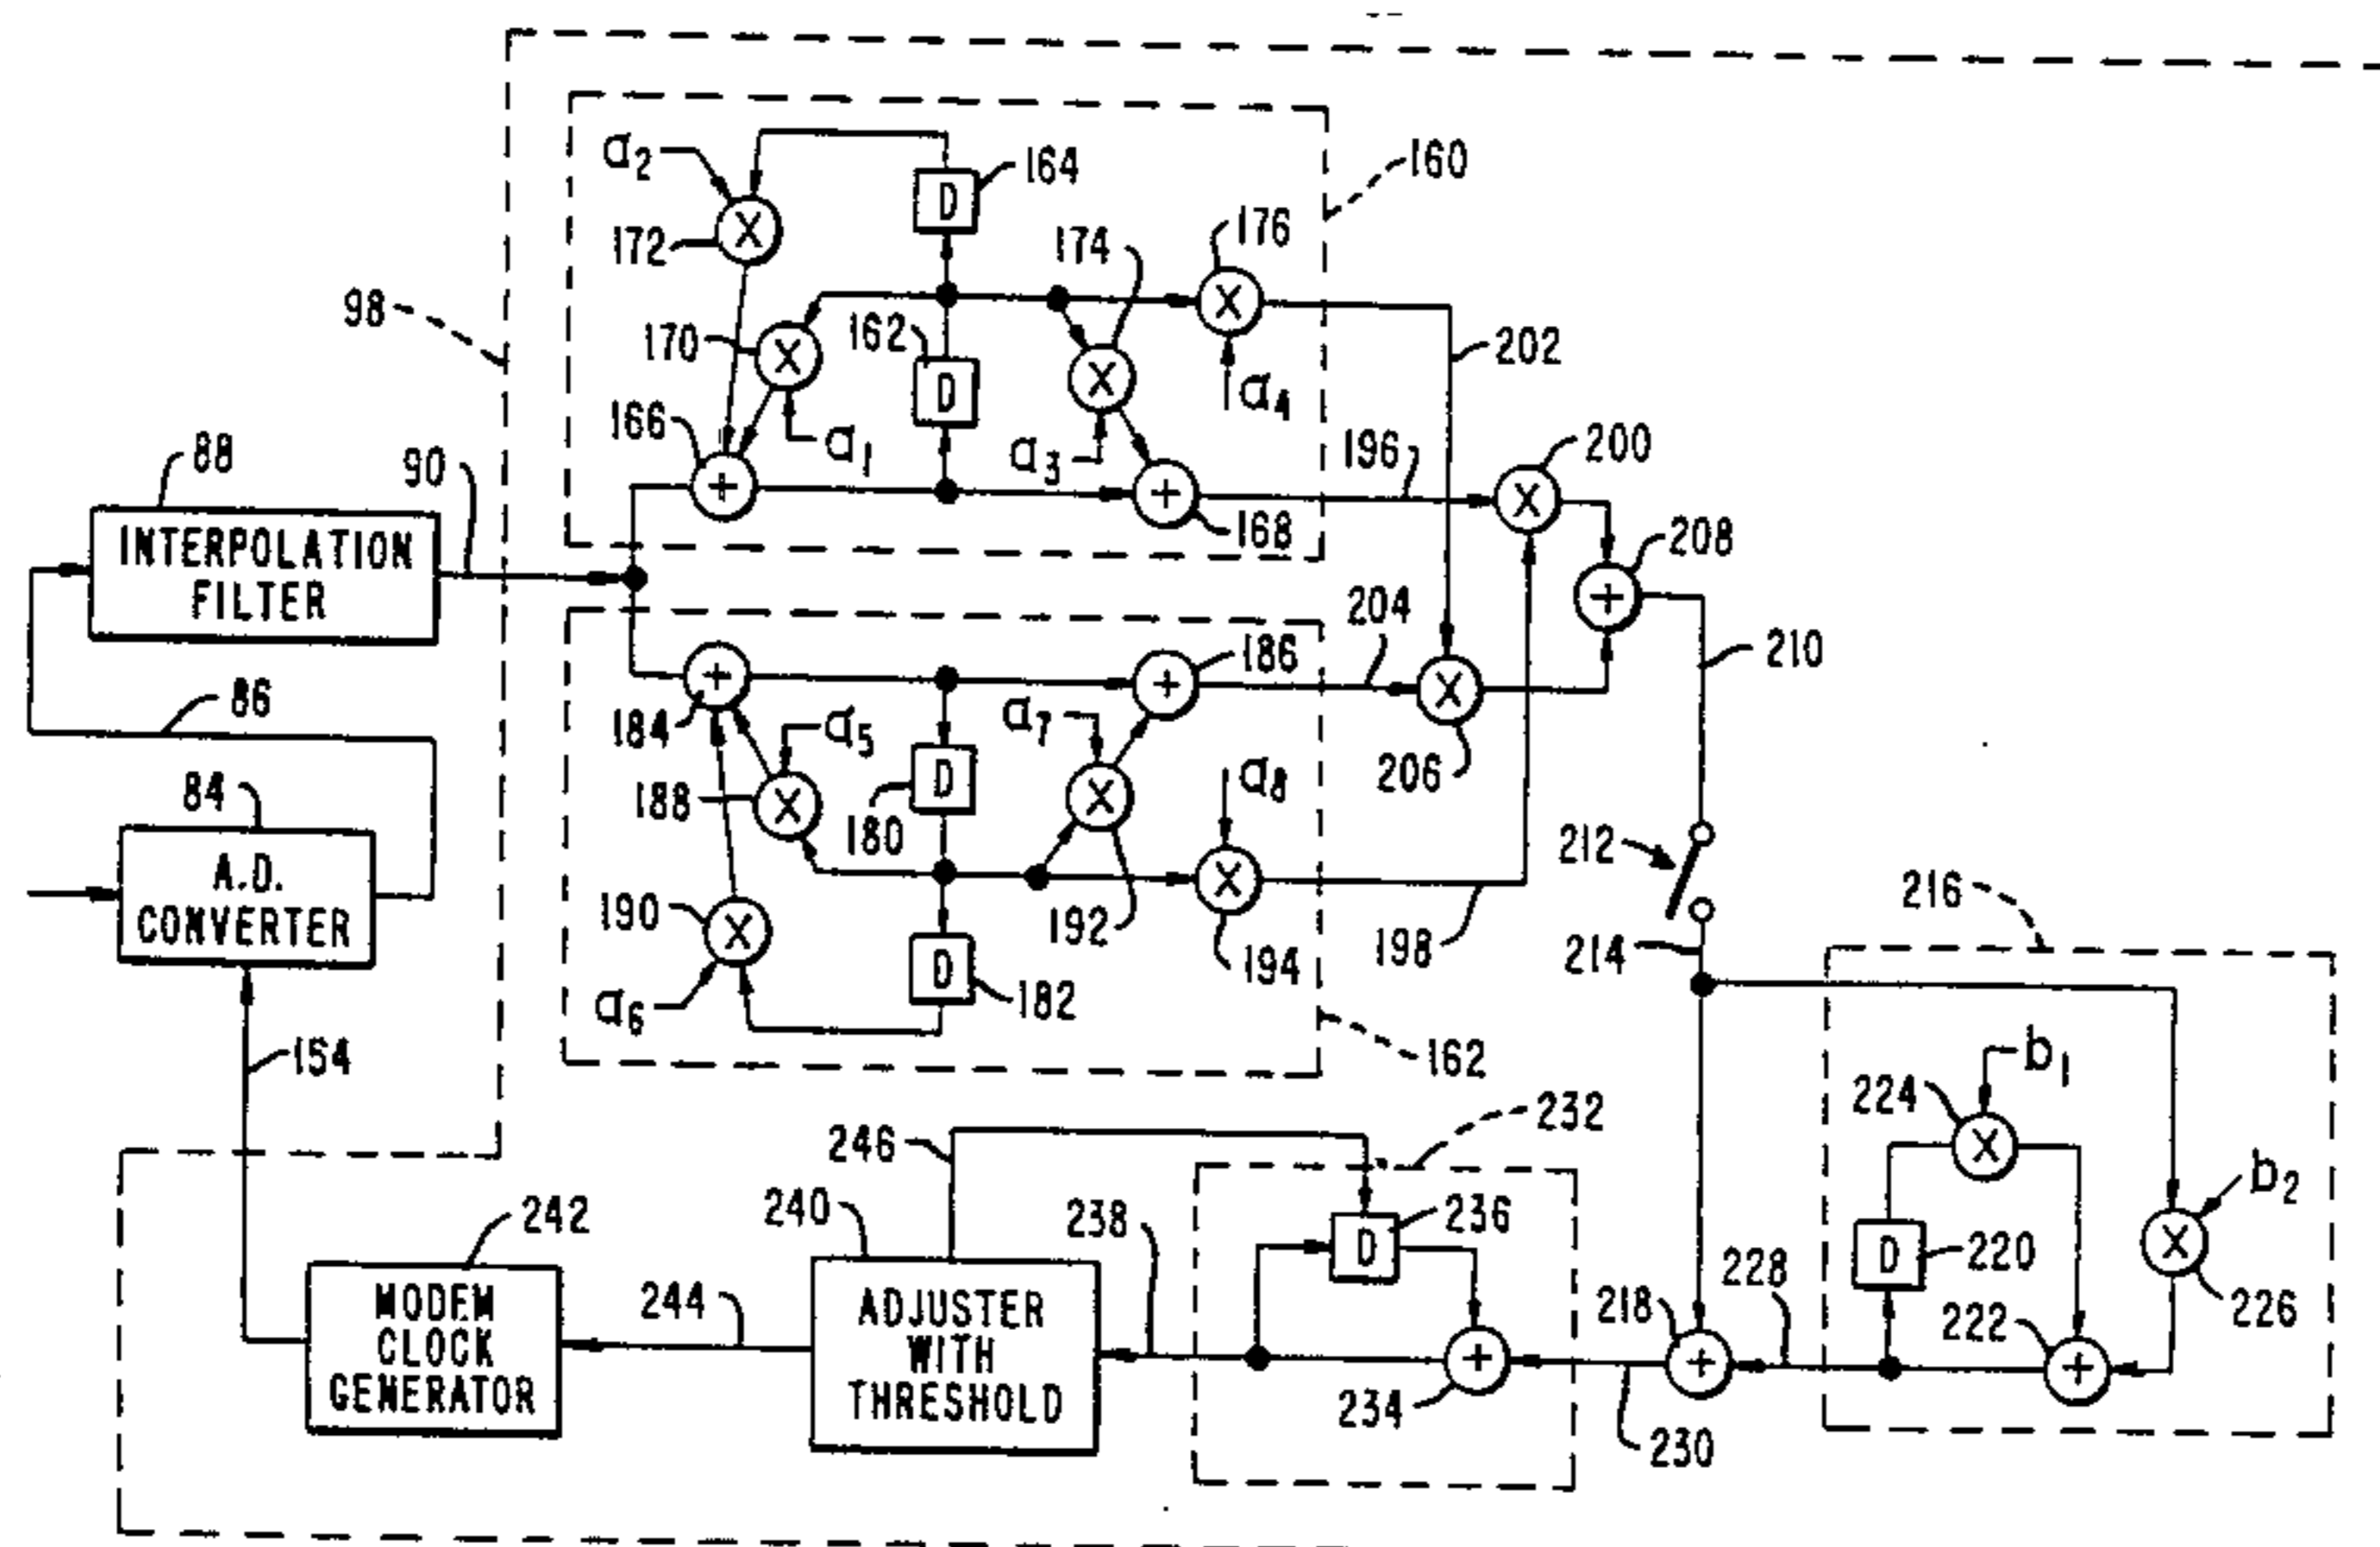 a2
164
160
172
174
176
98
170
162
202
a4
166
a1
a3
196
200
88
90
168
208
INTERPOLATION
FILTER
204
186
210
86
184
a5
a7
206
84
188
180
a8
212
216
A.D.
CONVERTER
190
192
194
198
214
a6
182
154
162
b1
224
232
246
b2
242
240
238
236
220
228
226
MODEM
CLOCK
GENERATOR
244
ADJUSTER
WITH
THRESHOLD
218
222
234
230
D
D
D
D
D
D
X
X
X
X
X
X
X
X
X
X
X
X
+
+
+
+
+
+
+
+